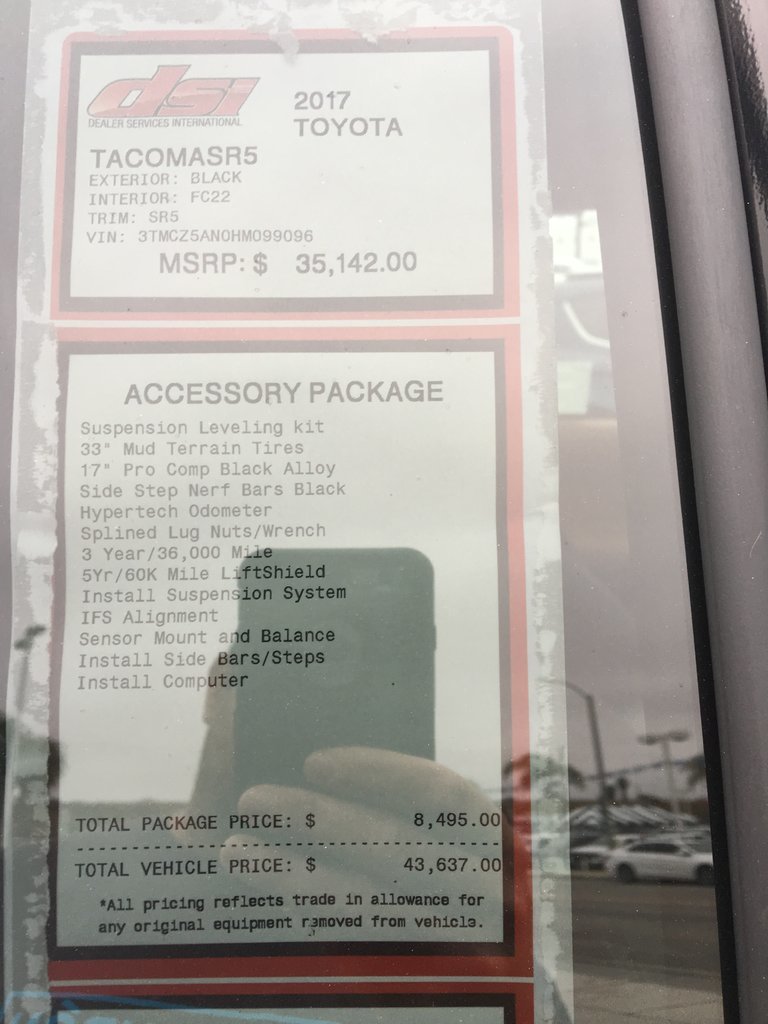 dsi
DEALER SERVICES INTERNATIONAL
2017
TOYOTA
TACOMASR5
EXTERIOR: BLACK
INTERIOR: FC22
TRIM: SR5
VIN: 3TMCZ5AN0HM099096
MSRP: $ 35,142.00
ACCESSORY PACKAGE
Suspension Leveling kit
33" Mud Terrain Tires
17" Pro Comp Black Alloy
Side Step Nerf Bars Black
Hypertech Odometer
Splined Lug Nuts/Wrench
3 Year/36,000 Mile
5Yr/60K Mile LiftShield
Install Suspension System
IFS Alignment
Sensor Mount and Balance
Install Side Bars/Steps
Install Computer
TOTAL PACKAGE PRICE: $ 8,495.00
TOTAL VEHICLE PRICE: $ 43,637.00
*All pricing reflects trade in allowance for
any original equipment removed from vehicle.